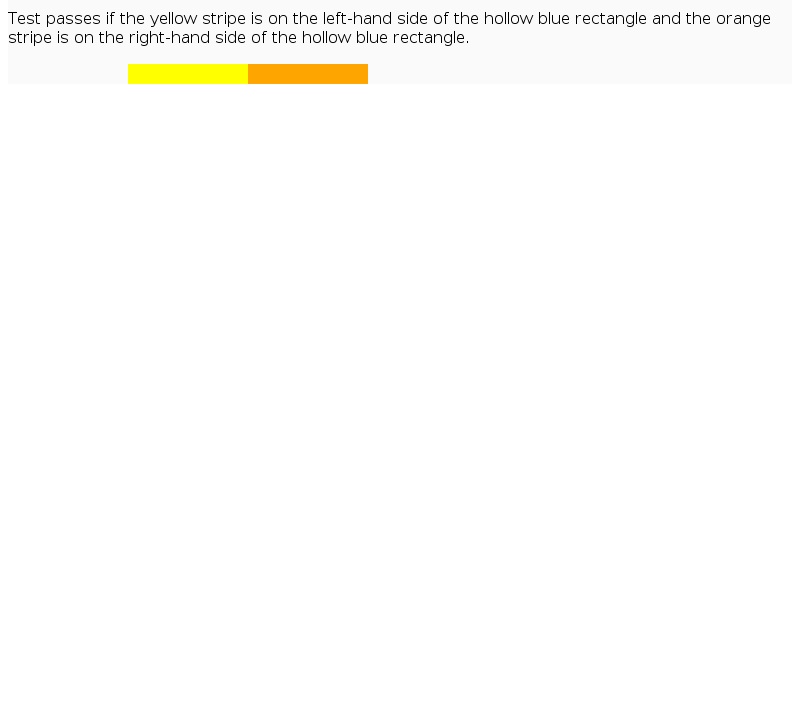 Test passes if the yellow stripe is on the left-hand side of the hollow blue rectangle and the orange
stripe is on the right-hand side of the hollow blue rectangle.